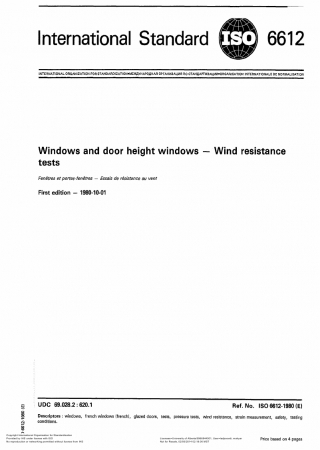 International Standard ISO 6612
INTERNATIONAL ORGANIZATION FOR STANDARDIZATION•МЕЖДУНАРОДНАЯ ОРГАНИЗАЦИЯ ПО СТАНДАРТИЗАЦИИ•ORGANISATION INTERNATIONALE DE NORMALISATION
Windows and door height windows — Wind resistance
tests
Fenêtres et portes-fenêtres — Essais de résistance au vent
First edition — 1980-10-01
UDC 69.028.2 : 620.1
Ref. No. ISO 6612-1980 (E)
Descriptors : windows, french windows (french), glazed doors, tests, pressure tests, wind resistance, strain measurement, safety, testing
conditions.
Price based on 4 pages
ISO 6612-1980 (E)